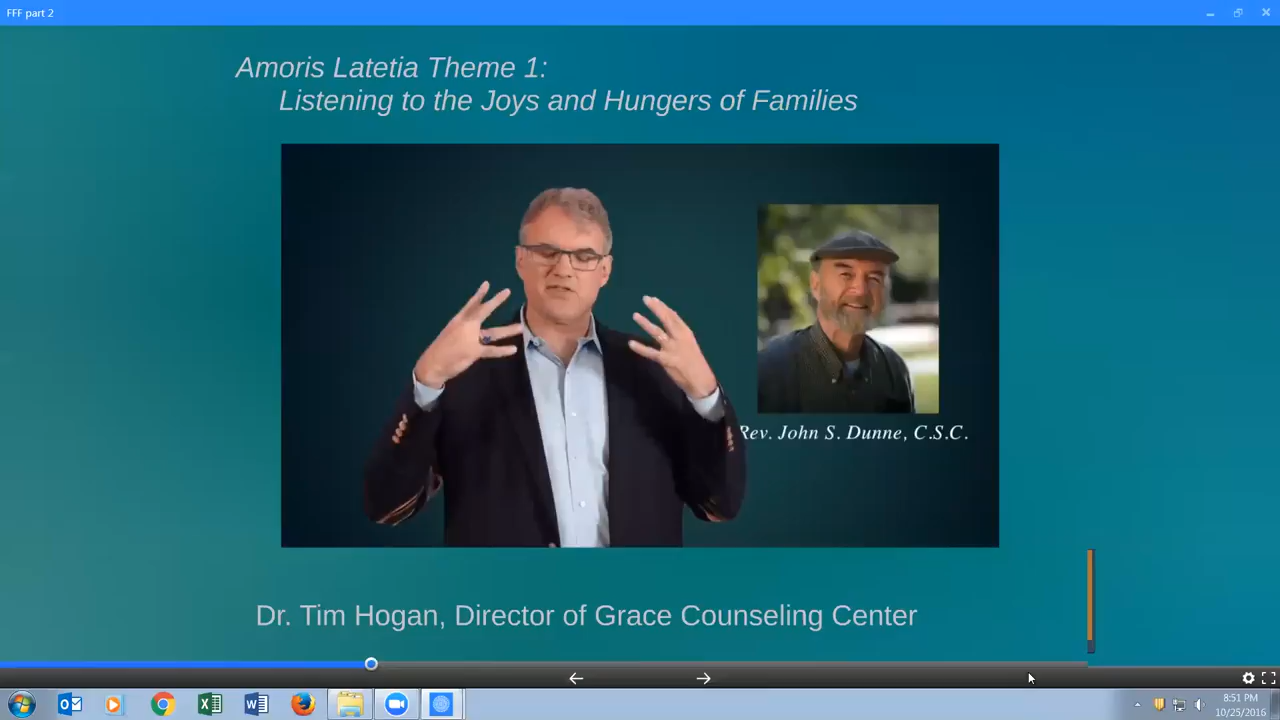 FFF part 2
Amoris Latetia Theme 1:
Listening to the Joys and Hungers of Families
Rev. John S. Dunne, C.S.C.
Dr. Tim Hogan, Director of Grace Counseling Center
8:51 PM
10/25/2016